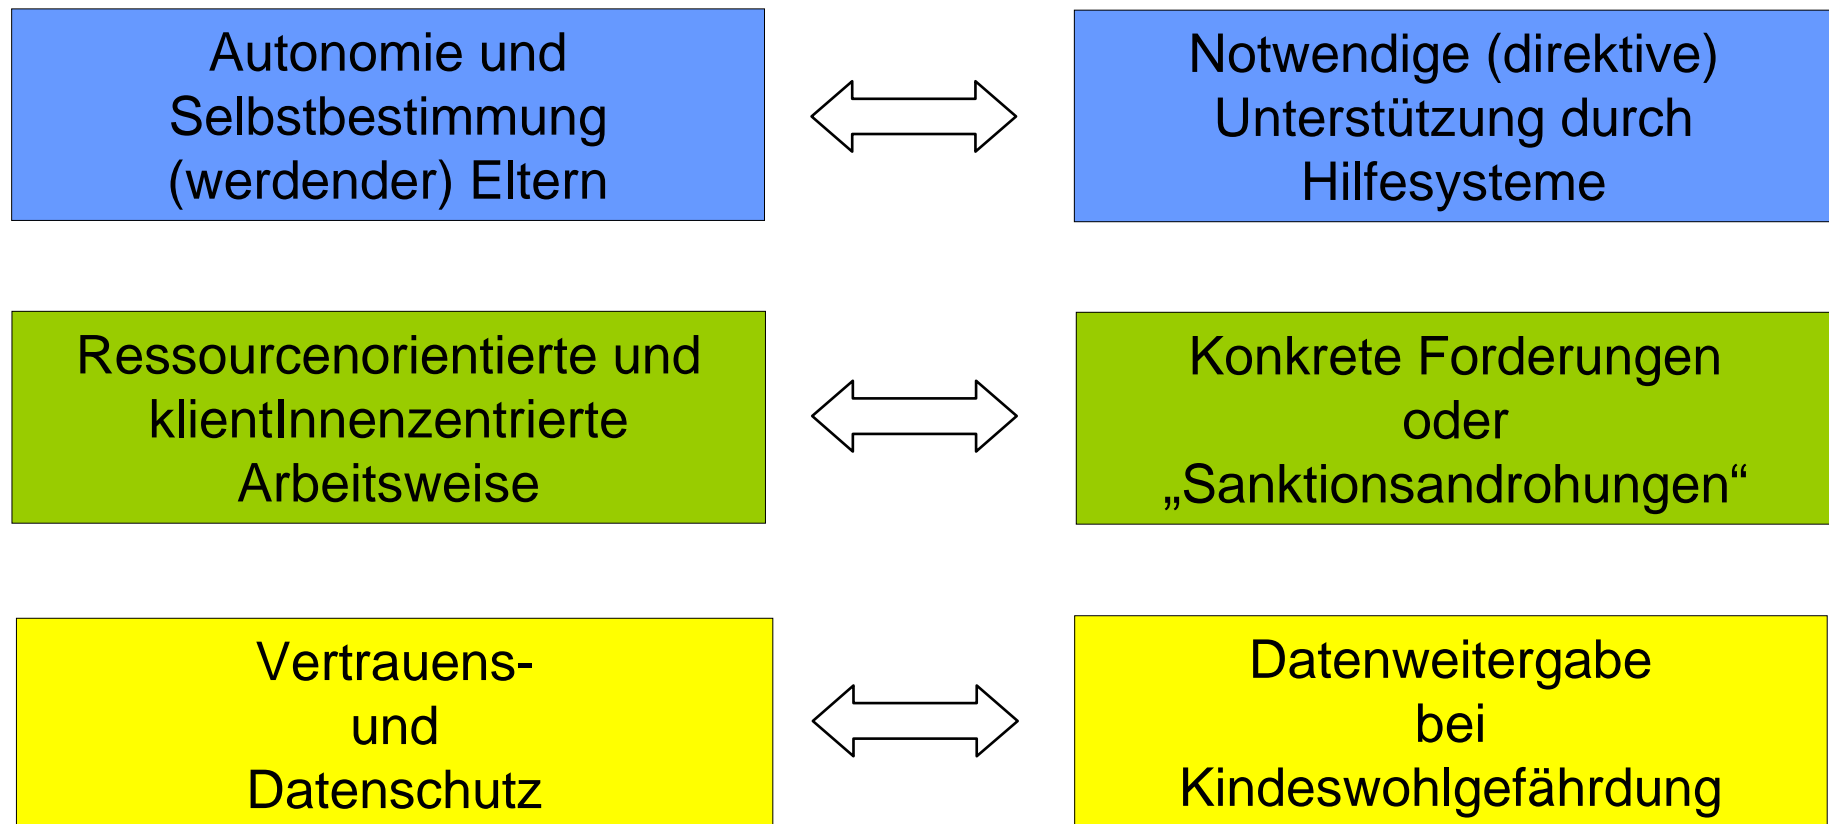 Autonomie und
Selbstbestimmung
(werdender) Eltern
Notwendige (direktive)
Unterstützung durch
Hilfesysteme
Ressourcenorientierte und
klientInnenzentrierte
Arbeitsweise
Konkrete Forderungen
oder
„Sanktionsandrohungen“
Vertrauens-
und
Datenschutz
Datenweitergabe
bei
Kindeswohlgefährdung